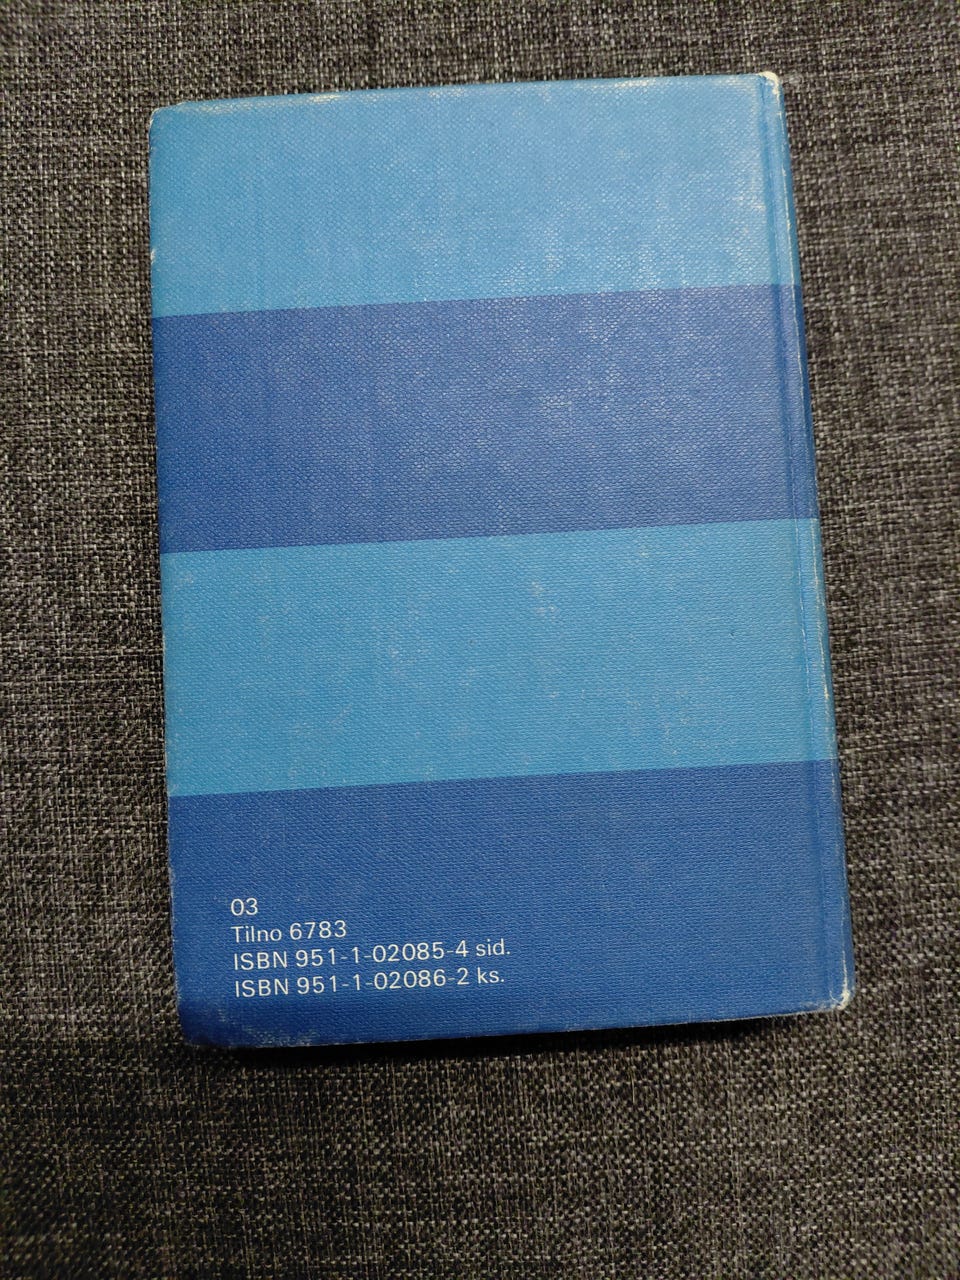 03
Tilno 6783
ISBN 951-1-02085-4 sid.
ISBN 951-1-02086-2 ks.